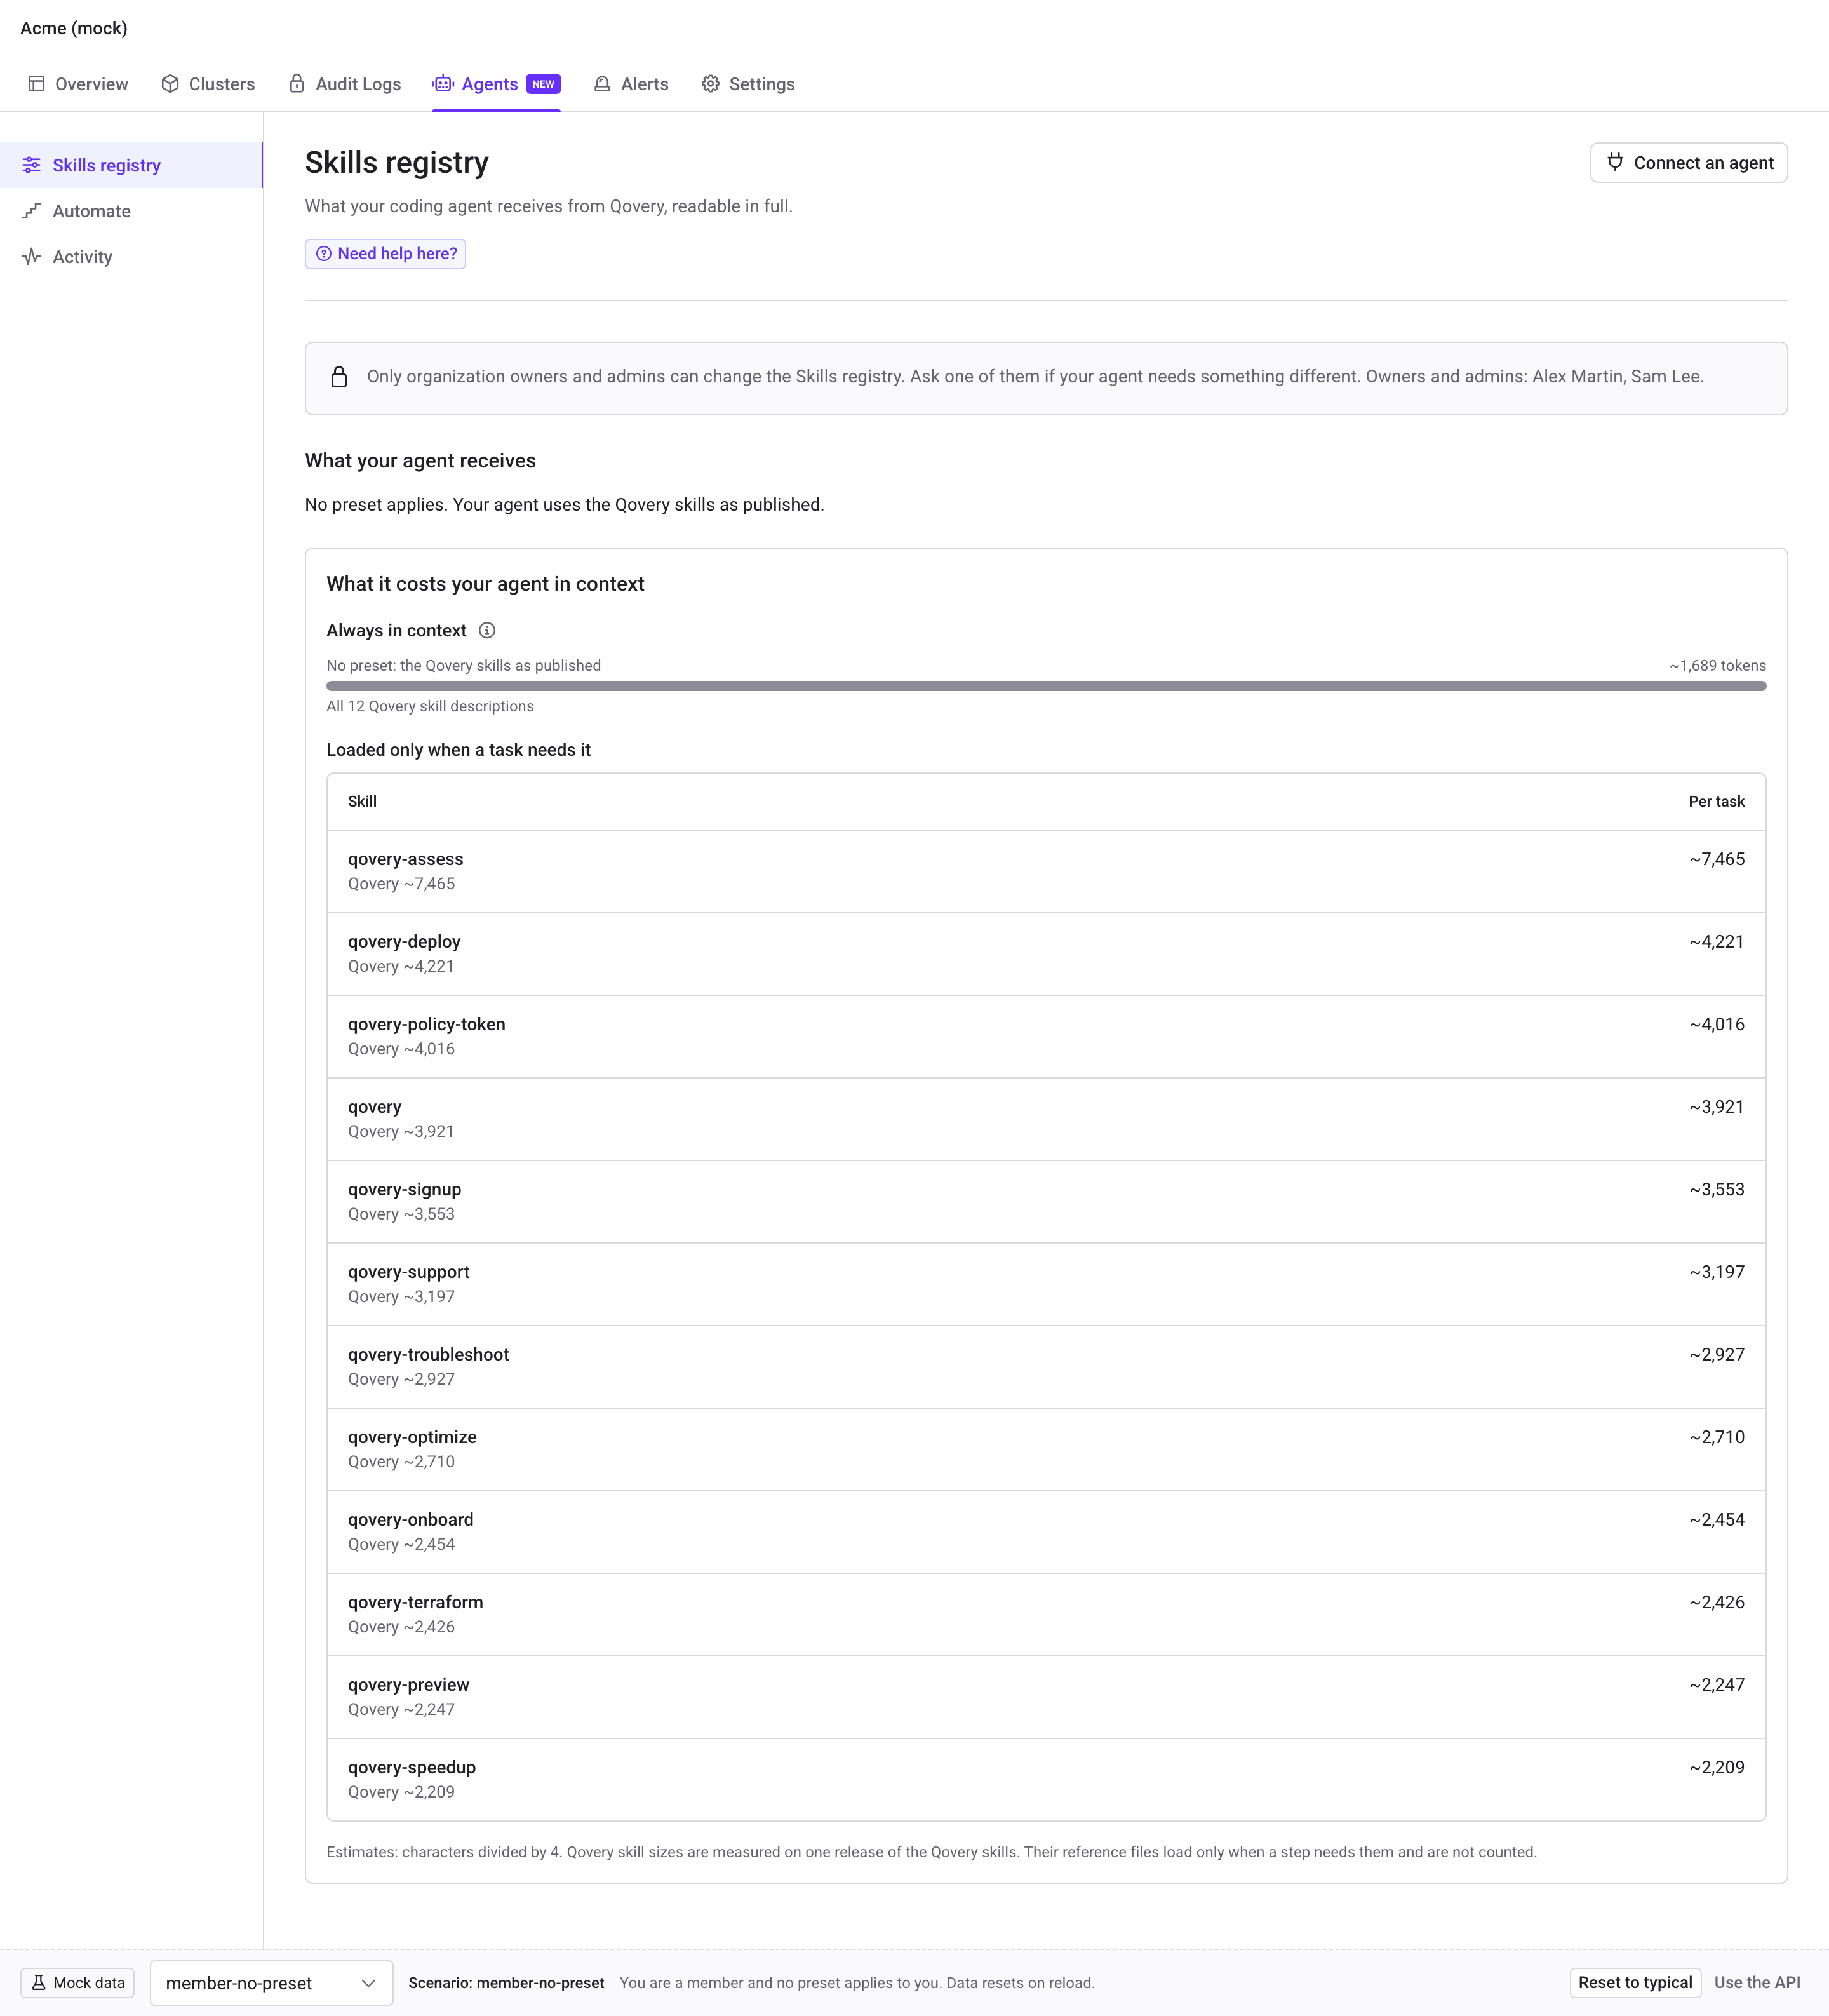 Acme (mock)
Overview
Clusters
Audit Logs
Agents NEW
Alerts
Settings
Skills registry
Automate
Activity
Skills registry
Connect an agent
What your coding agent receives from Qovery, readable in full.
Need help here?
Only organization owners and admins can change the Skills registry. Ask one of them if your agent needs something different. Owners and admins: Alex Martin, Sam Lee.
What your agent receives
No preset applies. Your agent uses the Qovery skills as published.
What it costs your agent in context
Always in context
No preset: the Qovery skills as published ~1,689 tokens
All 12 Qovery skill descriptions
Loaded only when a task needs it
Skill Per task
qovery-assess ~7,465
Qovery ~7,465
qovery-deploy ~4,221
Qovery ~4,221
qovery-policy-token ~4,016
Qovery ~4,016
qovery ~3,921
Qovery ~3,921
qovery-signup ~3,553
Qovery ~3,553
qovery-support ~3,197
Qovery ~3,197
qovery-troubleshoot ~2,927
Qovery ~2,927
qovery-optimize ~2,710
Qovery ~2,710
qovery-onboard ~2,454
Qovery ~2,454
qovery-terraform ~2,426
Qovery ~2,426
qovery-preview ~2,247
Qovery ~2,247
qovery-speedup ~2,209
Qovery ~2,209
Estimates: characters divided by 4. Qovery skill sizes are measured on one release of the Qovery skills. Their reference files load only when a step needs them and are not counted.
Mock data
member-no-preset
Scenario: member-no-preset You are a member and no preset applies to you. Data resets on reload.
Reset to typical
Use the API